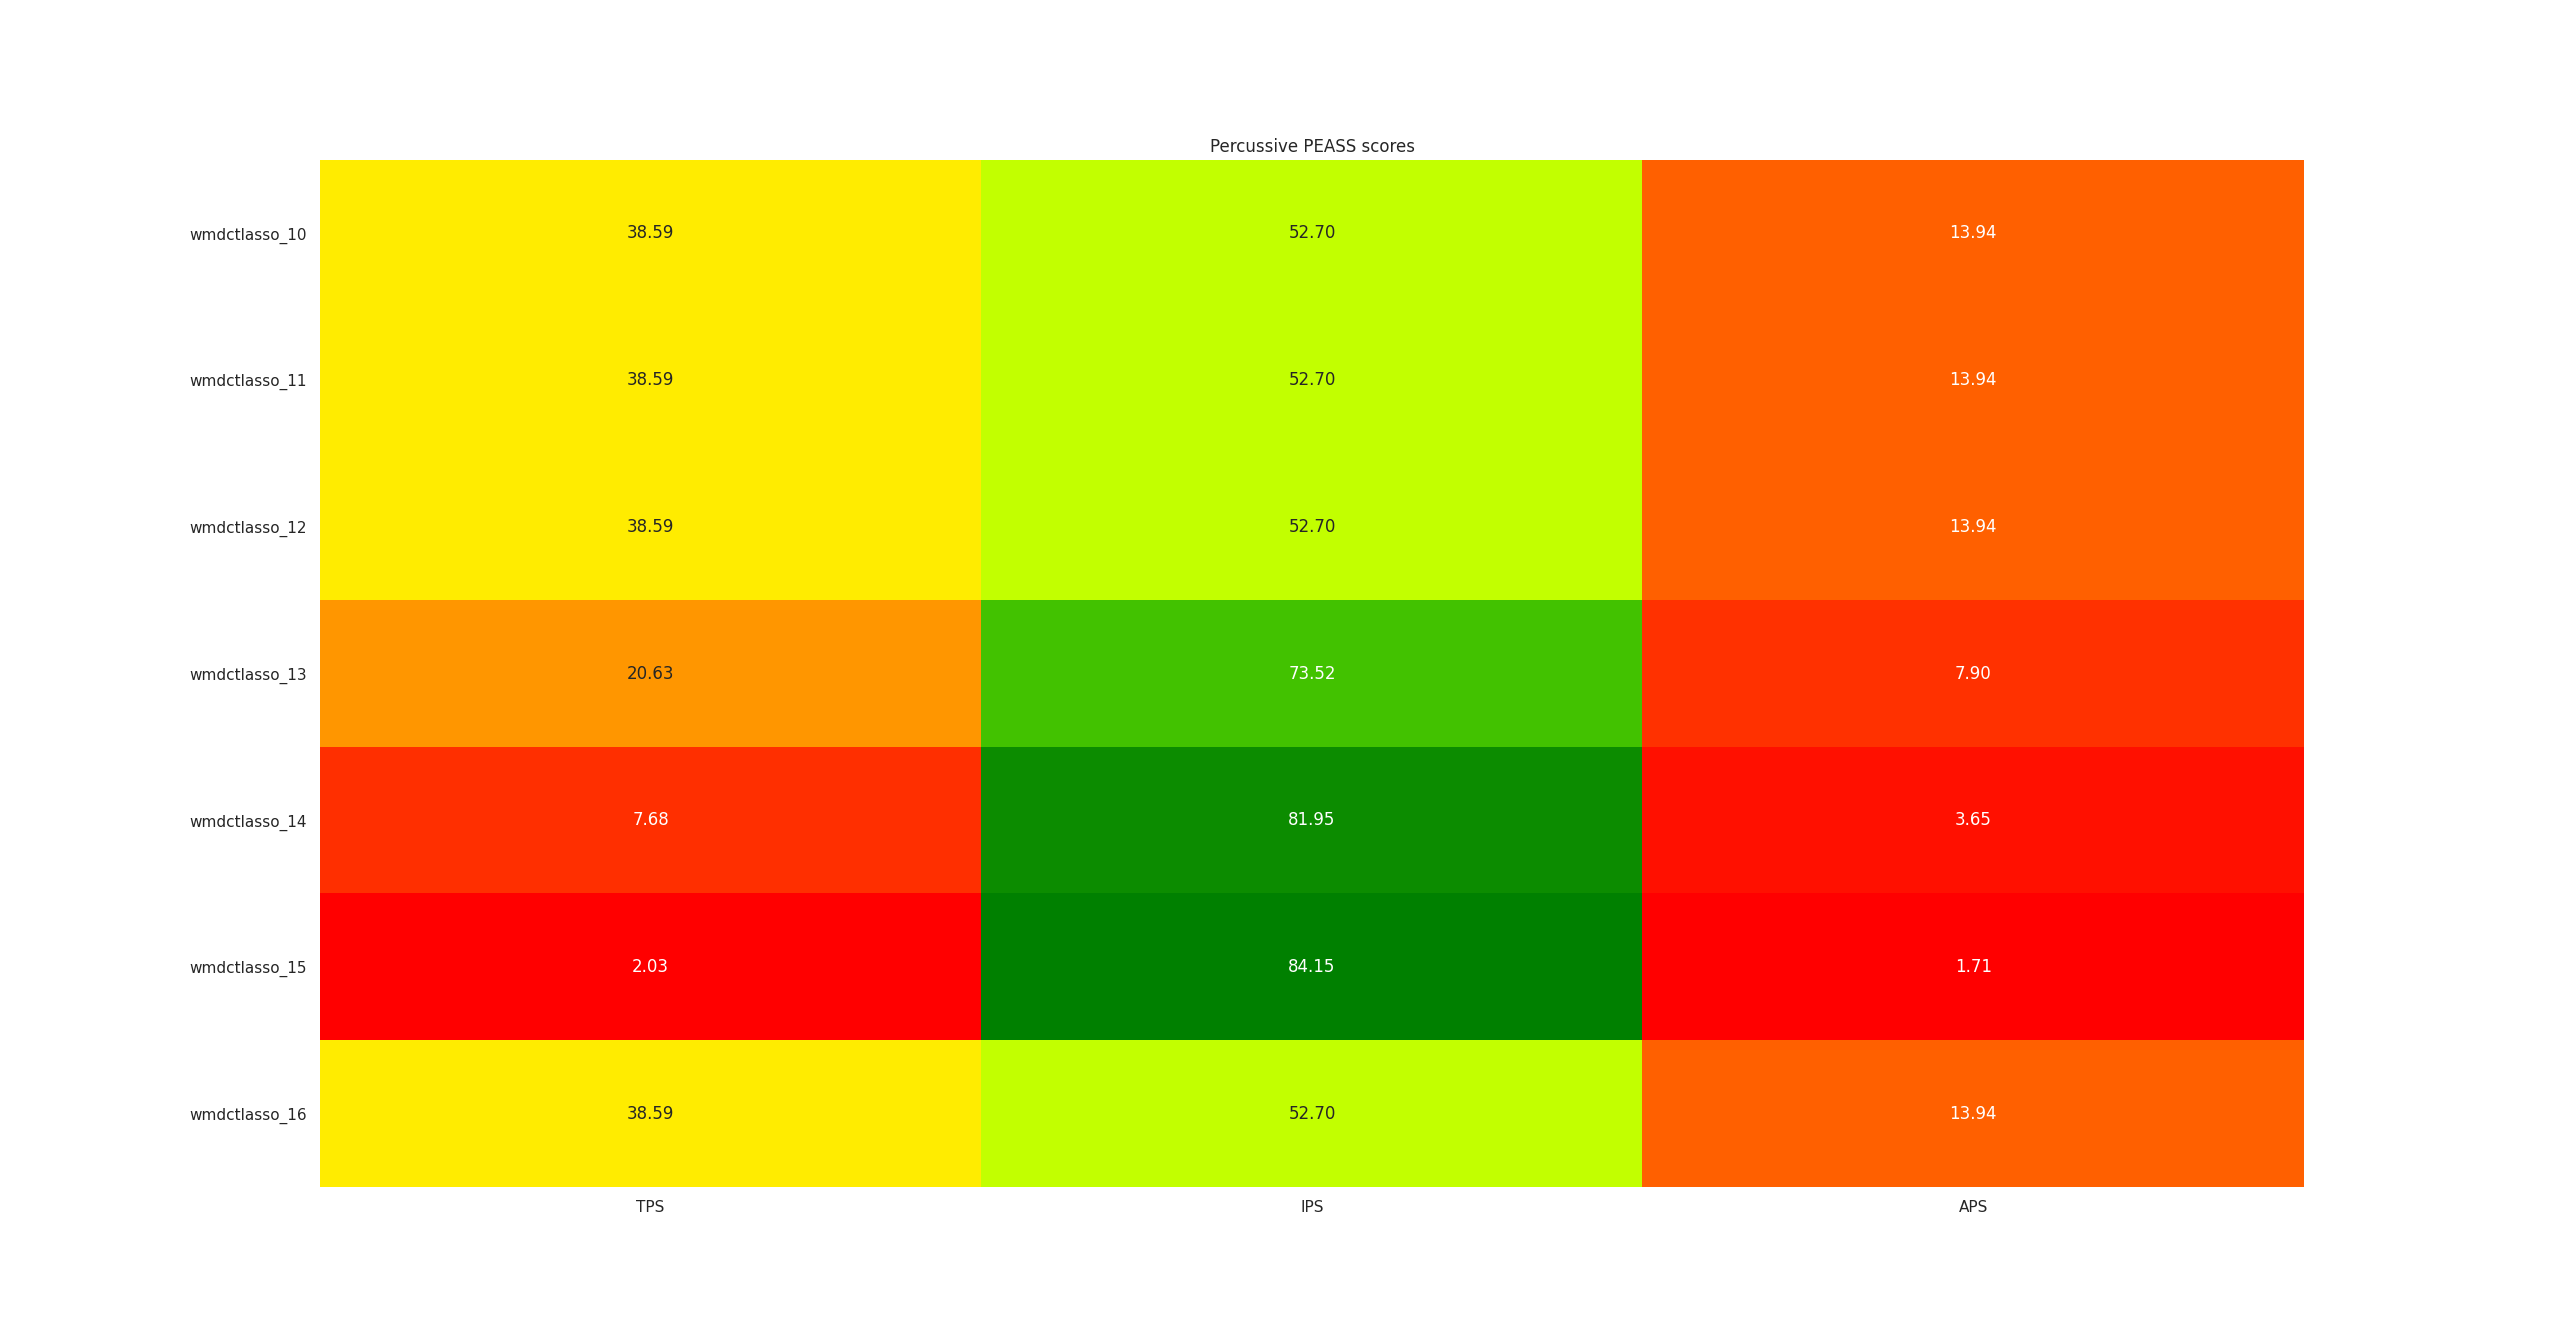 Percussive PEASS scores
wmdctlasso_10 38.59 52.70 13.94
wmdctlasso_11 38.59 52.70 13.94
wmdctlasso_12 38.59 52.70 13.94
wmdctlasso_13 20.63 73.52 7.90
wmdctlasso_14 7.68 81.95 3.65
wmdctlasso_15 2.03 84.15 1.71
wmdctlasso_16 38.59 52.70 13.94
TPS IPS APS